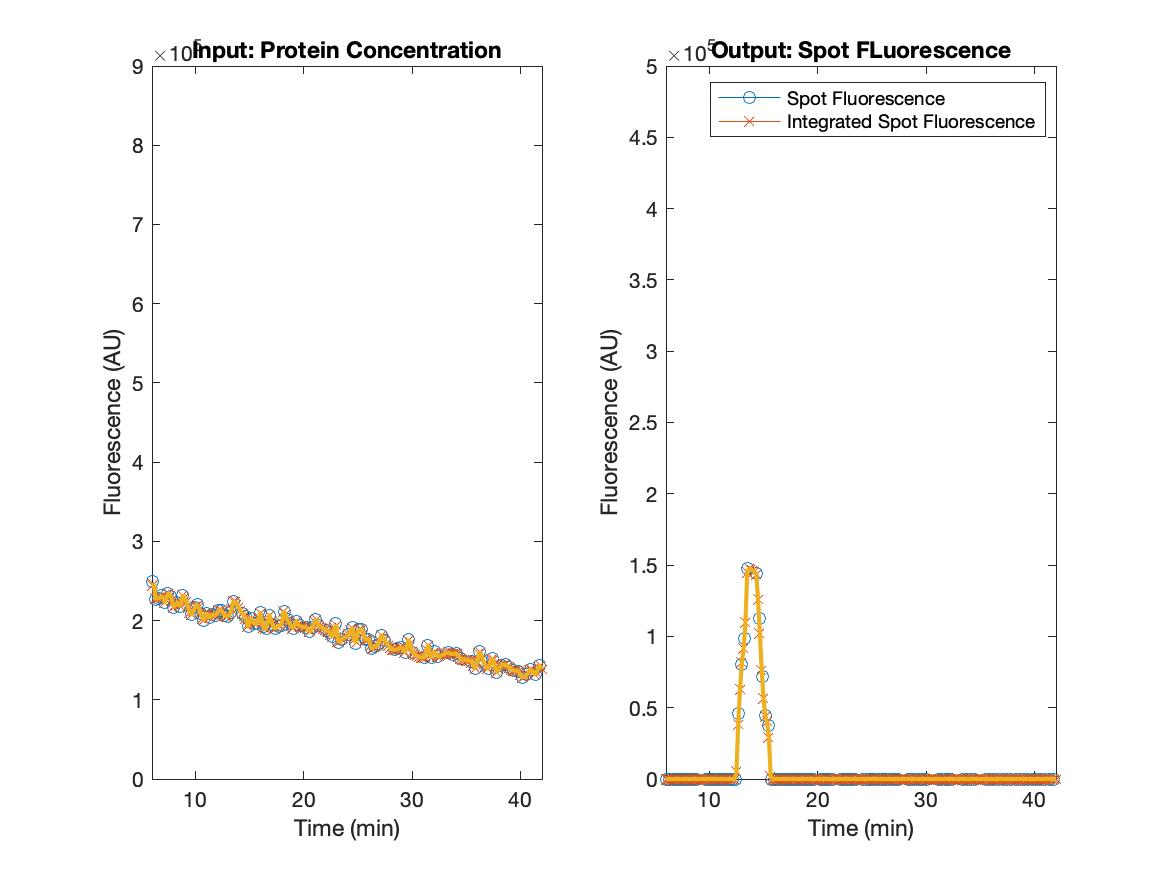 ×10⁵
Input: Protein Concentration
9
8
7
6
5
4
3
2
1
0
Fluorescence (AU)
10 20 30 40
Time (min)
×10⁵
Output: Spot FLuorescence
Spot Fluorescence
Integrated Spot Fluorescence
5
4.5
4
3.5
3
2.5
2
1.5
1
0.5
0
Fluorescence (AU)
10 20 30 40
Time (min)